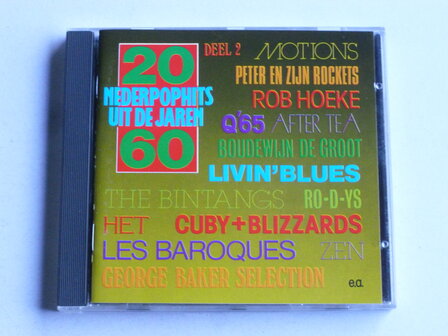 20
NEDERPOPHITS
UIT DE JAREN
60
DEEL 2
MOTIONS
PETER EN ZIJN ROCKETS
ROB HOEKE
Q'65 AFTER TEA
BOUDEWIJN DE GROOT
LIVIN' BLUES
THE BINTANGS RO-D-YS
HET CUBY+BLIZZARDS
LES BAROQUES ZEN
GEORGE BAKER SELECTION e.a.